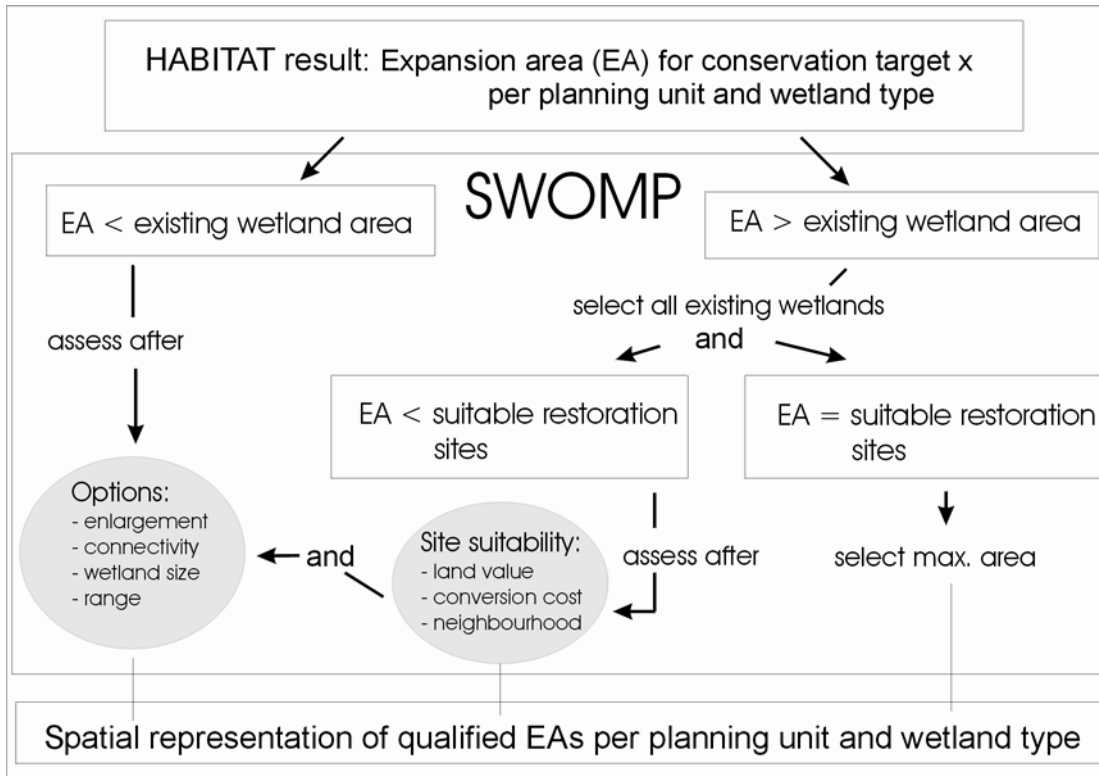 HABITAT result: Expansion area (EA) for conservation target x
per planning unit and wetland type
SWOMP
EA < existing wetland area
EA > existing wetland area
assess after
select all existing wetlands
and
EA < suitable restoration
sites
EA = suitable restoration
sites
Options:
- enlargement
- connectivity
- wetland size
- range
and
Site suitability:
- land value
- conversion cost
- neighbourhood
assess after
select max. area
Spatial representation of qualified EAs per planning unit and wetland type